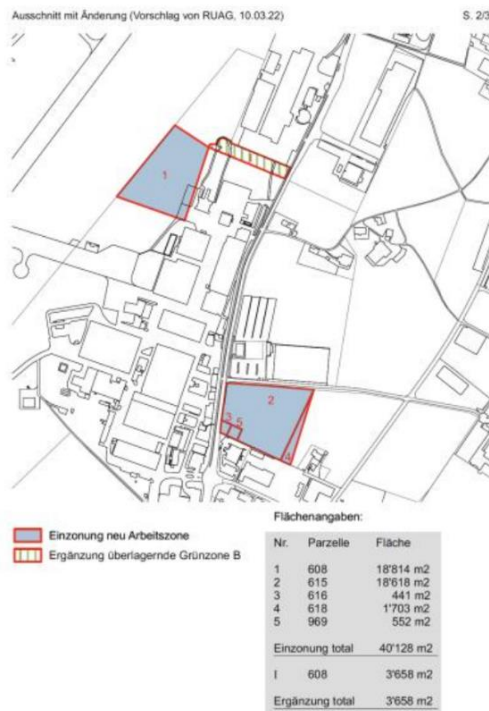 Ausschnitt mit Änderung (Vorschlag von RUAG, 10.03.22) S. 2/3
1
2
3 5
4
Einzonung neu Arbeitszone
Ergänzung überlagernde Grünzone B
Flächenangaben:
Nr. Parzelle Fläche
1 608 18'814 m2
2 615 18'618 m2
3 616 441 m2
4 618 1'703 m2
5 969 552 m2
Einzonung total 40'128 m2
I 608 3'658 m2
Ergänzung total 3'658 m2